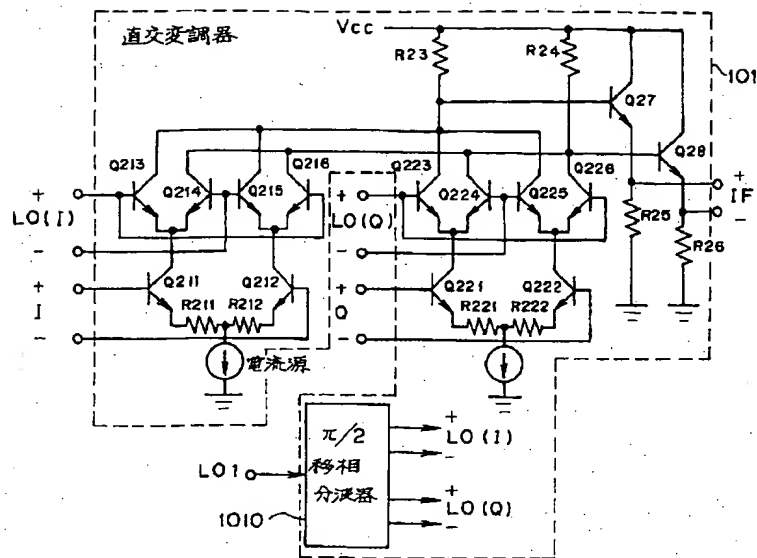 直交変調器
Vcc
R23
R24
101
Q27
Q28
Q213
Q214
Q215
Q216
Q223
Q224
Q225
Q226
+
LO(I)
−
+
LO(Q)
−
+
IF
−
R25
R26
+
I
−
Q211
Q212
R211
R212
+
Q
−
Q221
Q222
R221
R222
電流源
π/2
移相
分波器
LO1
1010
+
LO(I)
−
+
LO(Q)
−